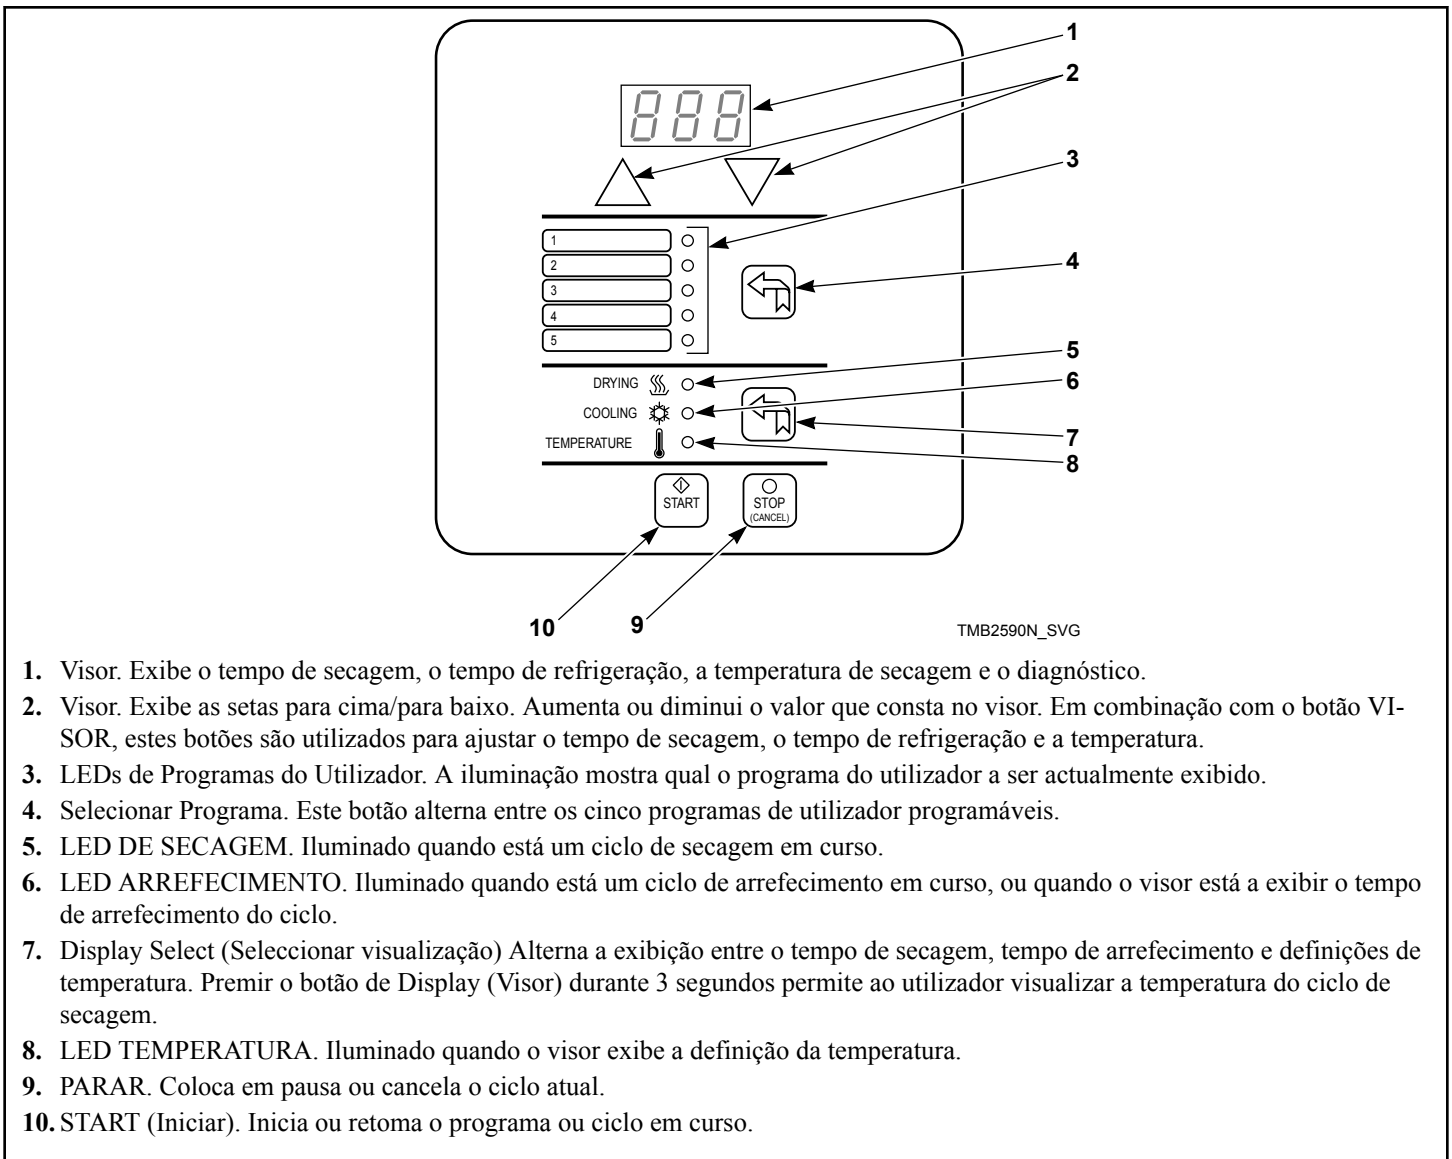 1
2
888
3
1
2
4
3
4
5
5
DRYING
6
COOLING
7
TEMPERATURE
8
START
STOP
(CANCEL)
10
9
TMB2590N_SVG
1. Visor. Exibe o tempo de secagem, o tempo de refrigeração, a temperatura de secagem e o diagnóstico.
2. Visor. Exibe as setas para cima/para baixo. Aumenta ou diminui o valor que consta no visor. Em combinação com o botão VI-
SOR, estes botões são utilizados para ajustar o tempo de secagem, o tempo de refrigeração e a temperatura.
3. LEDs de Programas do Utilizador. A iluminação mostra qual o programa do utilizador a ser actualmente exibido.
4. Selecionar Programa. Este botão alterna entre os cinco programas de utilizador programáveis.
5. LED DE SECAGEM. Iluminado quando está um ciclo de secagem em curso.
6. LED ARREFECIMENTO. Iluminado quando está um ciclo de arrefecimento em curso, ou quando o visor está a exibir o tempo
de arrefecimento do ciclo.
7. Display Select (Seleccionar visualização) Alterna a exibição entre o tempo de secagem, tempo de arrefecimento e definições de
temperatura. Premir o botão de Display (Visor) durante 3 segundos permite ao utilizador visualizar a temperatura do ciclo de
secagem.
8. LED TEMPERATURA. Iluminado quando o visor exibe a definição da temperatura.
9. PARAR. Coloca em pausa ou cancela o ciclo atual.
10. START (Iniciar). Inicia ou retoma o programa ou ciclo em curso.